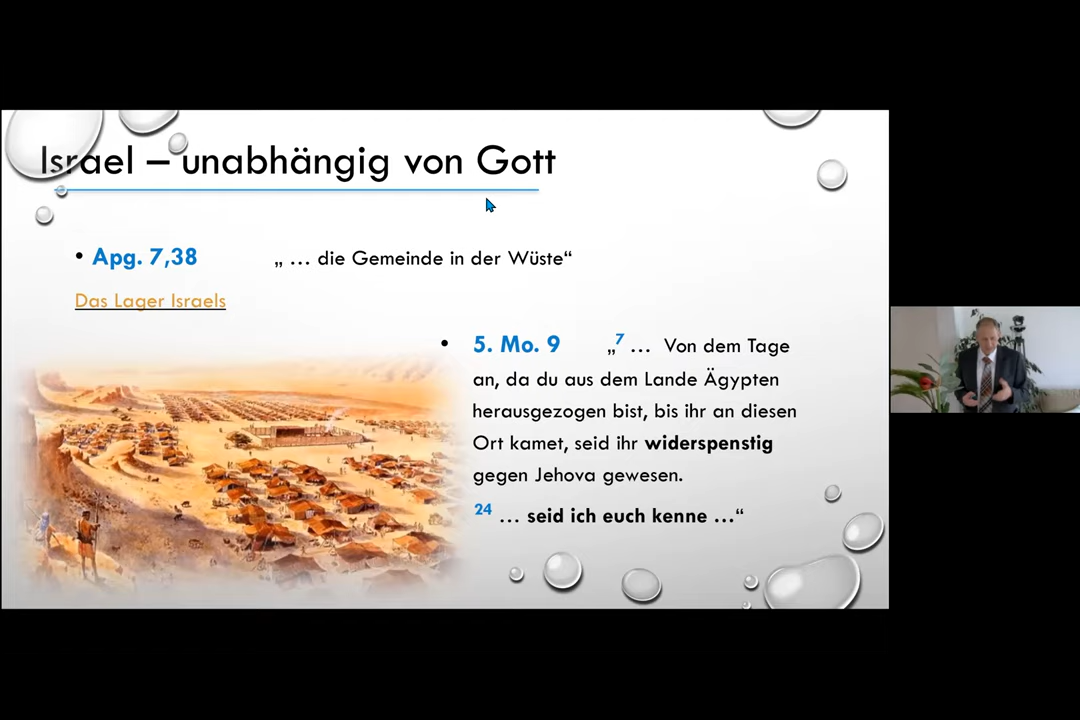 Israel – unabhängig von Gott
• Apg. 7,38 „ … die Gemeinde in der Wüste“
Das Lager Israels
• 5. Mo. 9 „7 … Von dem Tage
an, da du aus dem Lande Ägypten
herausgezogen bist, bis ihr an diesen
Ort kamet, seid ihr widerspenstig
gegen Jehova gewesen.
24 … seid ich euch kenne …“